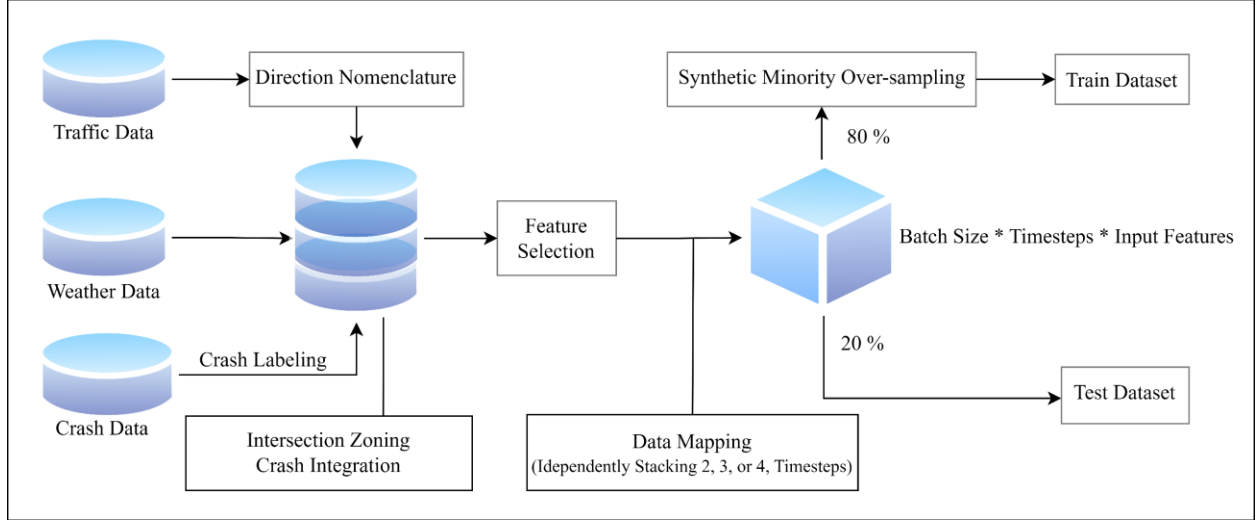 Traffic Data
Direction Nomenclature
Synthetic Minority Over-sampling
Train Dataset
80 %
Weather Data
Feature
Selection
Batch Size * Timesteps * Input Features
Crash Data
Crash Labeling
20 %
Test Dataset
Intersection Zoning
Crash Integration
Data Mapping
(Idependently Stacking 2, 3, or 4, Timesteps)